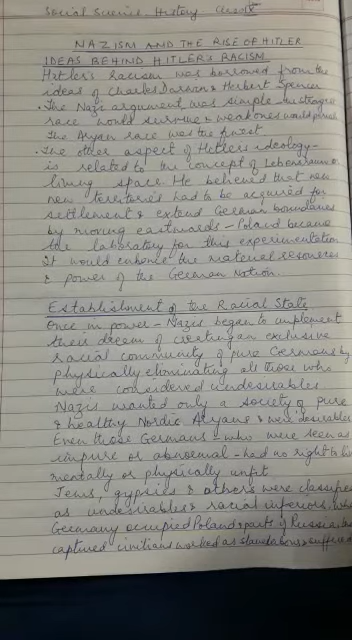 Social Science History Class IX
NAZISM AND THE RISE OF HITLER
IDEAS BEHIND HITLER'S RACISM
Hitler's racism was borrowed from the
ideas of Charles Darwin & Herbert Spencer
• The Nazi argument was simple - the strongest
race would survive & weak ones would perish
The Aryan race was the finest.
• The other aspect of Hitler's ideology -
is related to the concept of Lebensraum or
living space. He believed that new
new territories had to be acquired for
settlement & extend German boundaries
by moving eastwards - Poland became
the laboratory for this experimentation
It would enhance the material resources
& power of the German Nation.
Establishment of the Racial State
Once in power - Nazis began to implement
their dream of creating an exclusive
racial community of pure Germans by
physically eliminating all those who
were considered undesirables
Nazis wanted only a society of pure
& healthy Nordic Aryans & were desirable
Even those Germans - who were seen as
impure or abnormal - had no right to live
mentally or physically unfit
Jews, gypsies & others were classified
as undesirables & racial inferiors.
Germany occupied Poland & parts of Russia,
captured civilians worked as slave labour & suffered